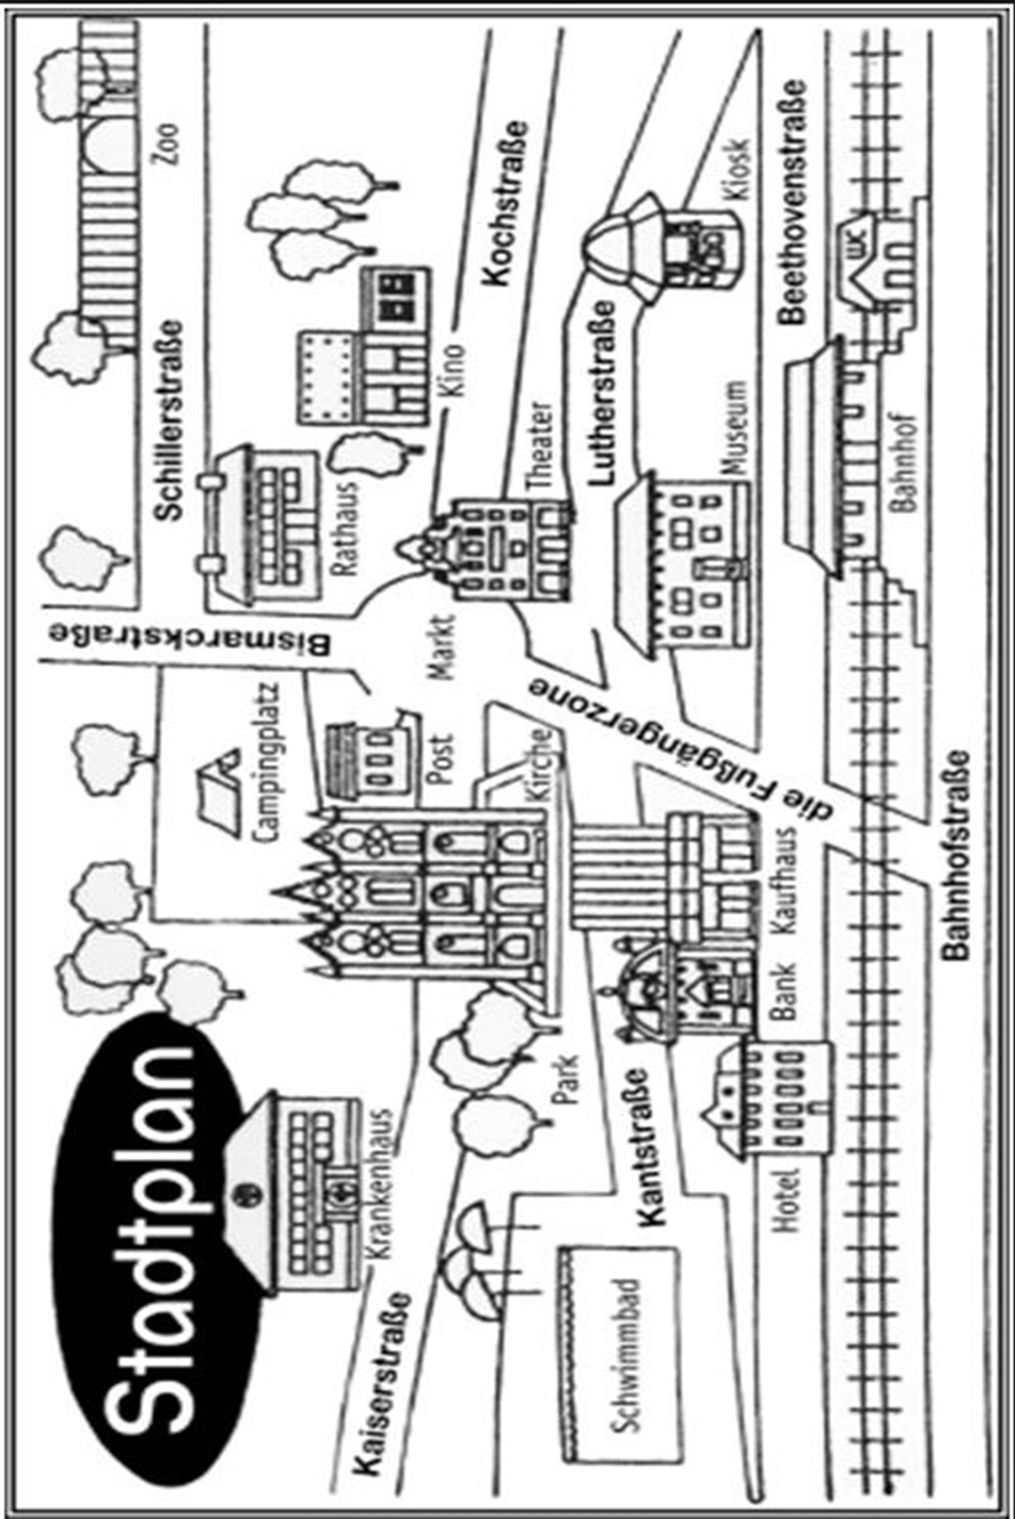 Stadtplan
Zoo
Schillerstraße
Bismarckstraße
Campingplatz
Rathaus
Kino
Kochstraße
Krankenhaus
Post
Markt
Theater
Kaiserstraße
Kirche
Park
Lutherstraße
Kiosk
Schwimmbad
Kantstraße
die Fußgängerzone
Museum
Hotel
Bank
Kaufhaus
Beethovenstraße
WC
Bahnhof
Bahnhofstraße